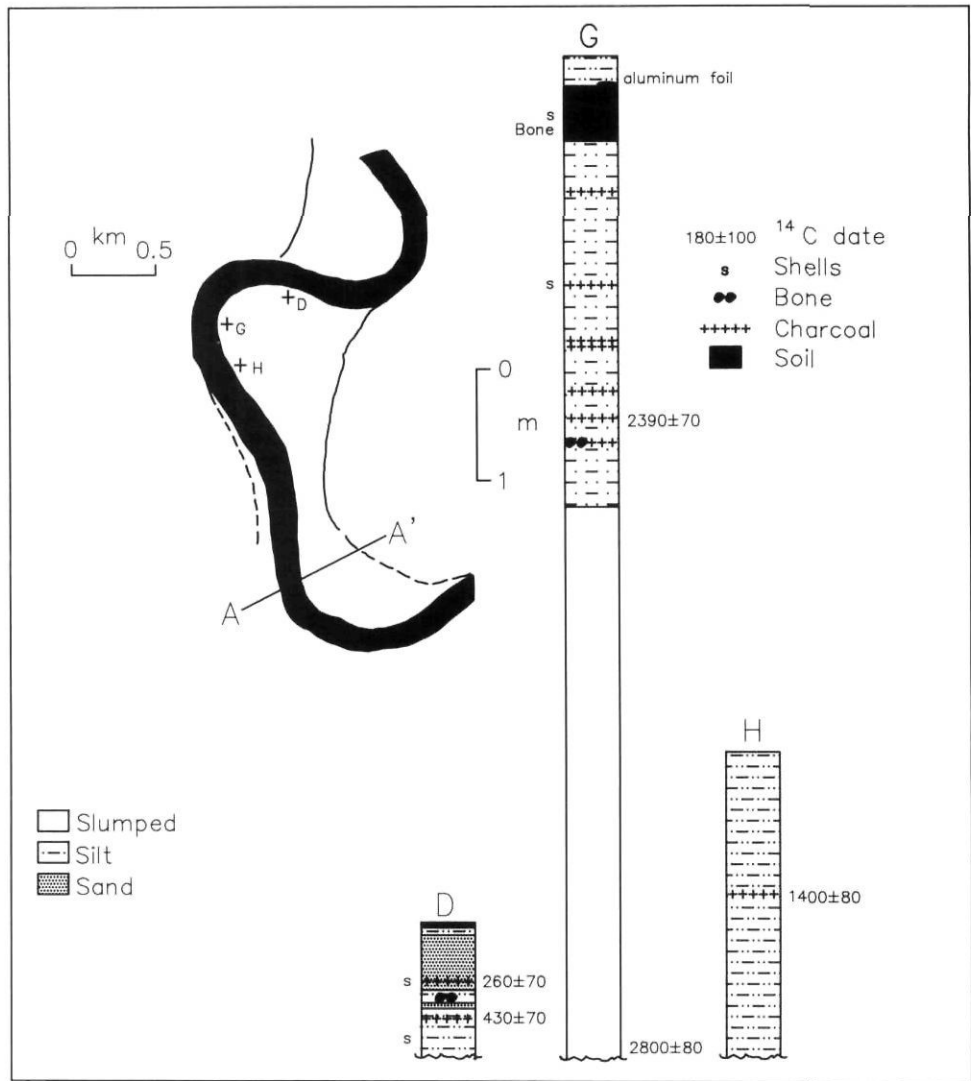 G
aluminum foil
s
Bone
km
0 0.5
180±100 ¹⁴C date
s Shells
Bone
Charcoal
Soil
D
G
H
s
0
m
1
2390±70
A'
A
H
Slumped
Silt
Sand
1400±80
D
s 260±70
430±70
s
2800±80